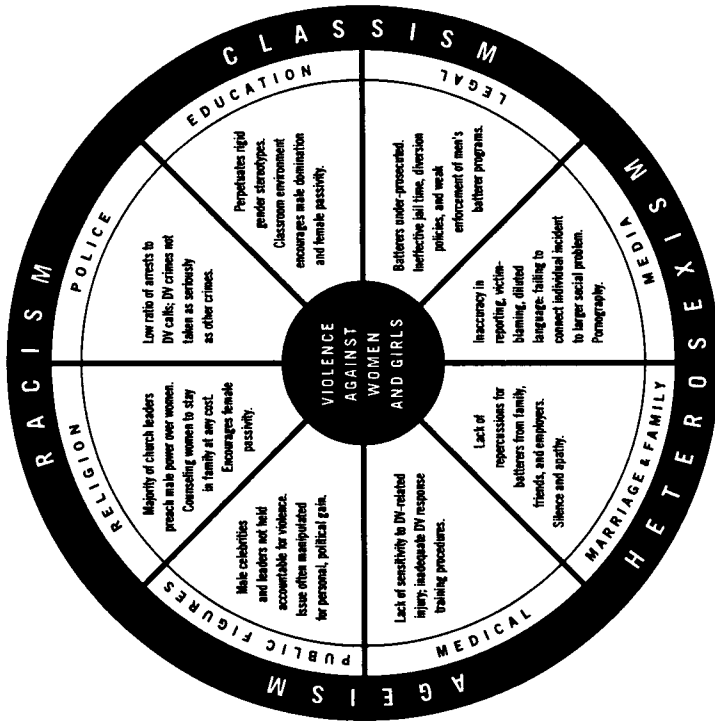 RACISM
CLASSISM
HETEROSEXISM
AGEISM
VIOLENCE
AGAINST
WOMEN
AND GIRLS
POLICE
Low ratio of arrests to
DV calls; DV crimes not
taken as seriously
as other crimes.
EDUCATION
Perpetuates rigid
gender stereotypes.
Classroom environment
encourages male domination
and female passivity.
LEGAL
Batterers under-prosecuted.
Ineffective jail time, diversion
policies, and weak
enforcement of men's
batterer programs.
MEDIA
Inaccuracy in
reporting, victim-
blaming, diluted
language: failing to
connect individual incident
to larger social problem.
Pornography.
MARRIAGE & FAMILY
Lack of
repercussions for
batterers from family,
friends, and employers.
Silence and apathy.
MEDICAL
Lack of sensitivity to DV-related
injury; inadequate DV response
training procedures.
PUBLIC FIGURES
Male celebrities
and leaders not held
accountable for violence.
Issue often manipulated
for personal, political gain.
RELIGION
Majority of church leaders
preach male power over women.
Counseling women to stay
in family at any cost.
Encourages female
passivity.